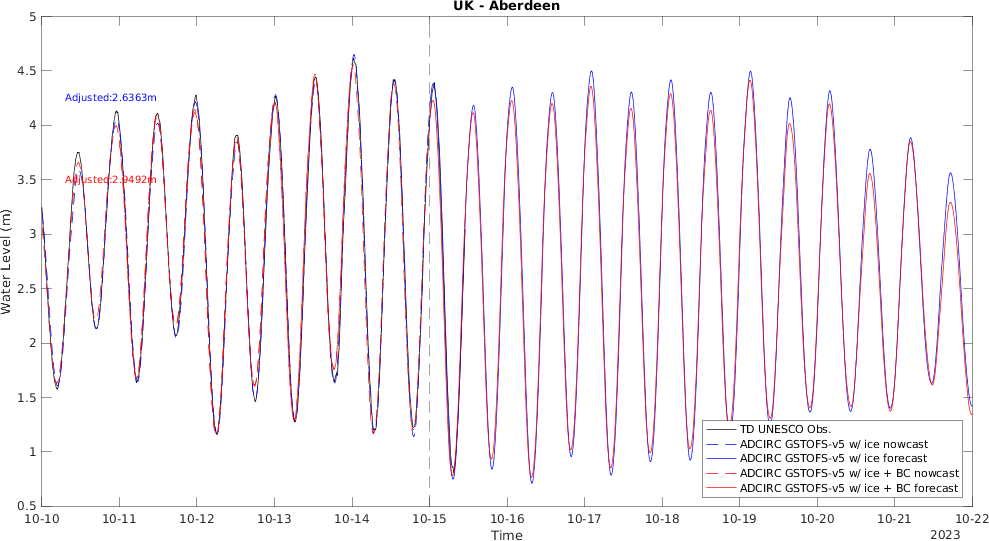 UK - Aberdeen
5
4.5
4
3.5
3
2.5
2
1.5
1
0.5
Water Level (m)
Adjusted:2.6363m
Adjusted:2.9492m
TD UNESCO Obs.
ADCIRC GSTOFS-v5 w/ ice nowcast
ADCIRC GSTOFS-v5 w/ ice forecast
ADCIRC GSTOFS-v5 w/ ice + BC nowcast
ADCIRC GSTOFS-v5 w/ ice + BC forecast
10-10 10-11 10-12 10-13 10-14 10-15 10-16 10-17 10-18 10-19 10-20 10-21 10-22
Time
2023